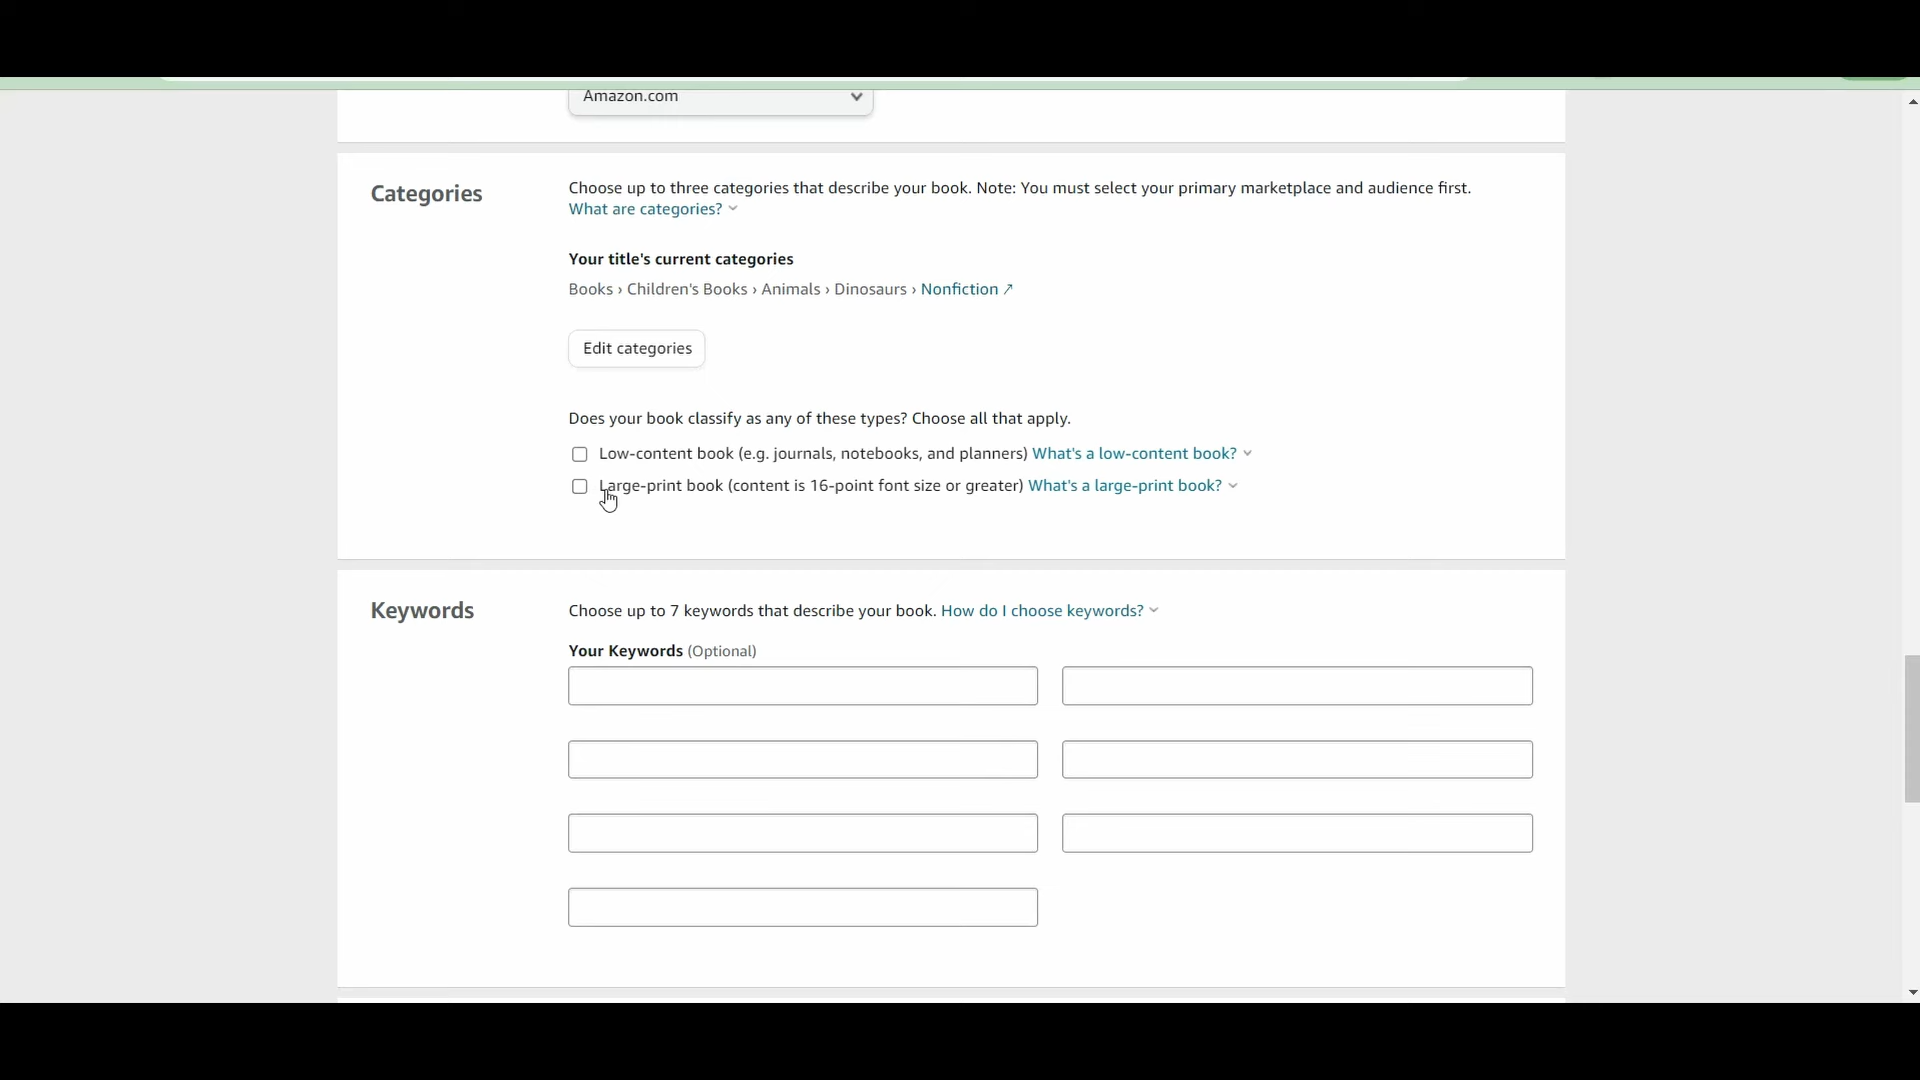 Amazon.com
Categories
Choose up to three categories that describe your book. Note: You must select your primary marketplace and audience first.
What are categories?
Your title's current categories
Books › Children's Books › Animals › Dinosaurs › Nonfiction ↗
Edit categories
Does your book classify as any of these types? Choose all that apply.
Low-content book (e.g. journals, notebooks, and planners) What's a low-content book?
Large-print book (content is 16-point font size or greater) What's a large-print book?
Keywords
Choose up to 7 keywords that describe your book. How do I choose keywords?
Your Keywords (Optional)